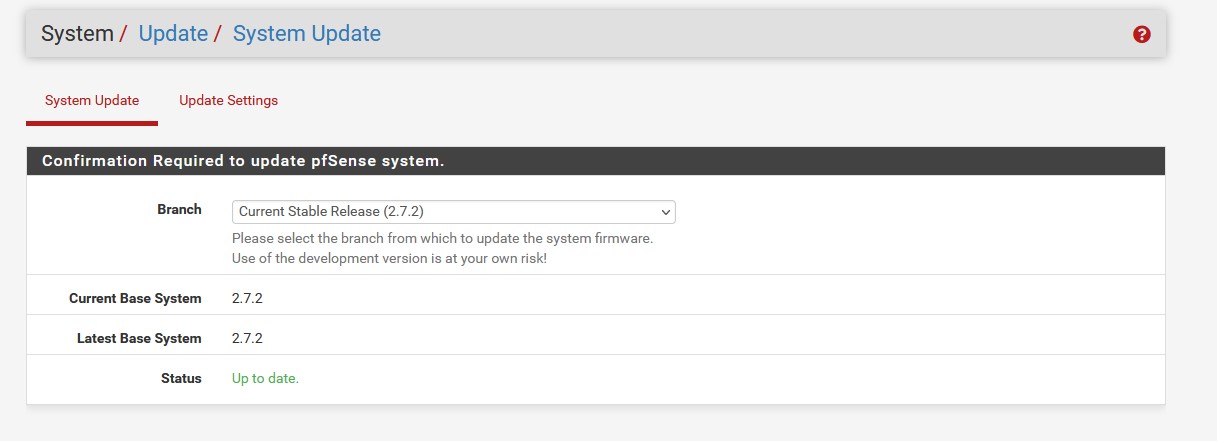 System / Update / System Update
System Update
Update Settings
Confirmation Required to update pfSense system.
Branch
Current Stable Release (2.7.2)
Please select the branch from which to update the system firmware.
Use of the development version is at your own risk!
Current Base System 2.7.2
Latest Base System 2.7.2
Status Up to date.